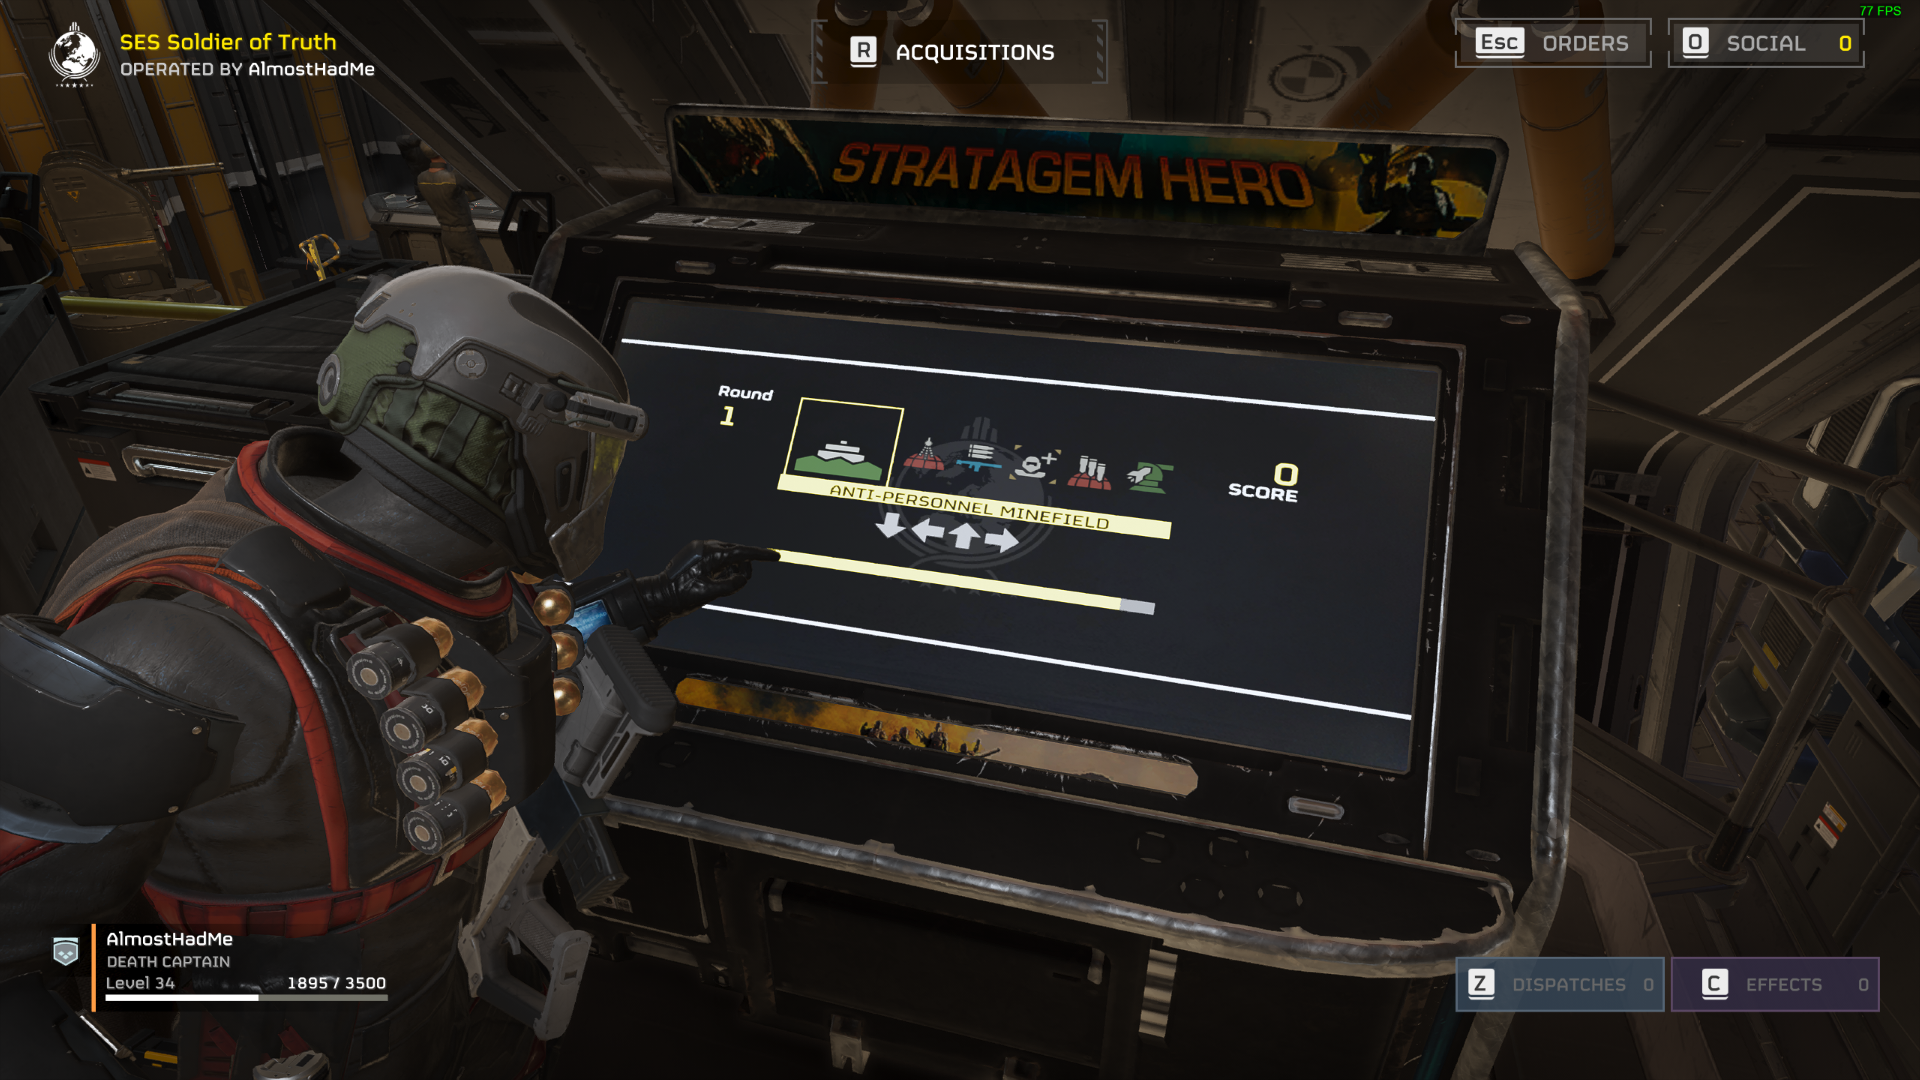 77 FPS
SES Soldier of Truth
OPERATED BY AlmostHadMe
R ACQUISITIONS
Esc ORDERS
O SOCIAL 0
STRATAGEM HERO
Round
1
0
SCORE
ANTI-PERSONNEL MINEFIELD
AlmostHadMe
DEATH CAPTAIN
Level 34
1895 / 3500
Z DISPATCHES 0
C EFFECTS 0